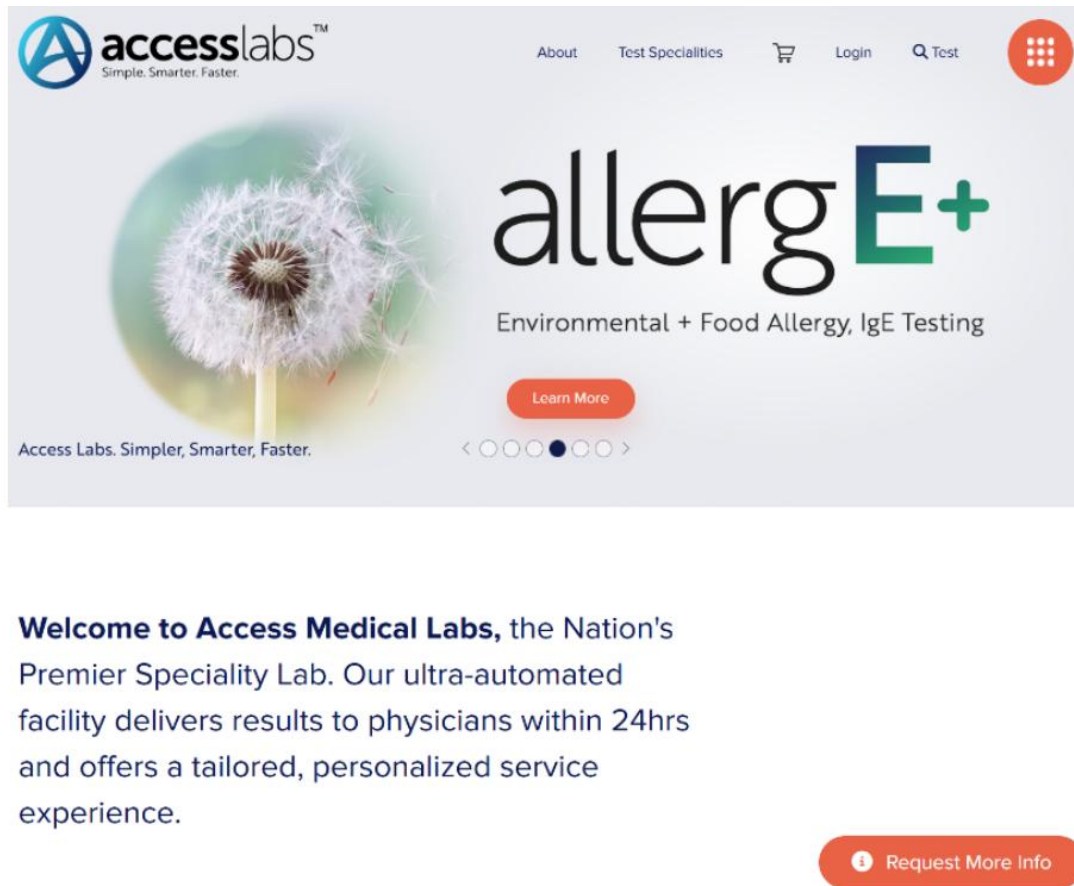 accesslabs™
Simple. Smarter. Faster.
About Test Specialities Login Test
allergE+
Environmental + Food Allergy, IgE Testing
Learn More
Access Labs. Simpler, Smarter, Faster.
Welcome to Access Medical Labs, the Nation's
Premier Speciality Lab. Our ultra-automated
facility delivers results to physicians within 24hrs
and offers a tailored, personalized service
experience.
Request More Info